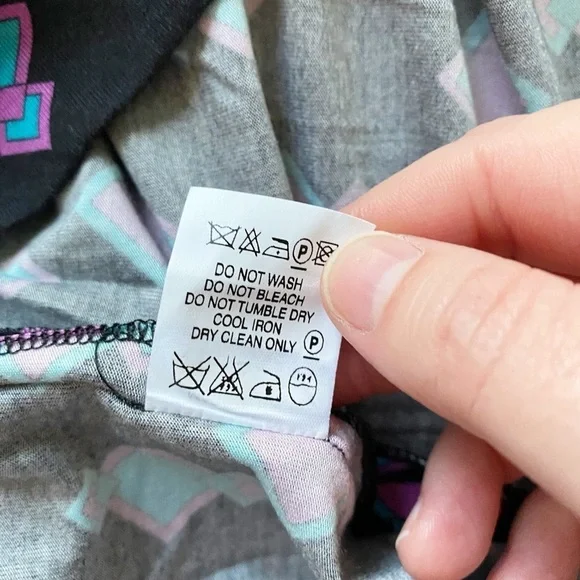 P
DO NOT WASH
DO NOT BLEACH
DO NOT TUMBLE DRY
COOL IRON
DRY CLEAN ONLY P